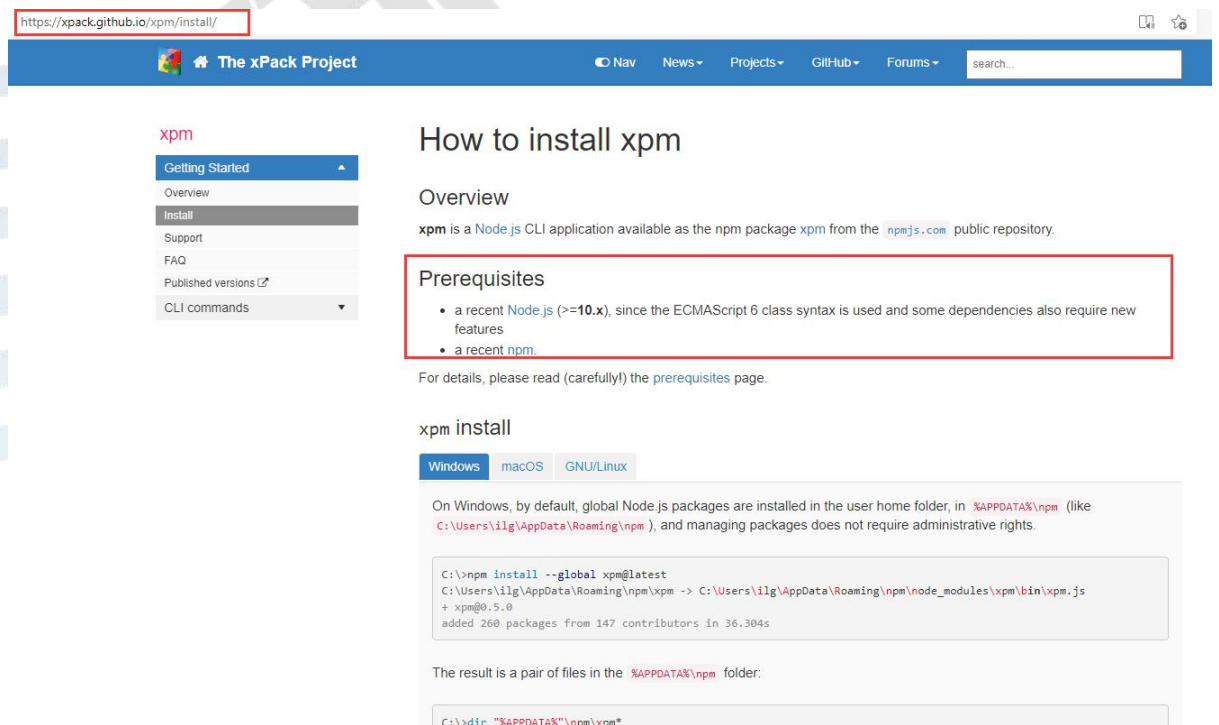 https://xpack.github.io/xpm/install/
The xPack Project
Nav News Projects GitHub Forums search...
xpm
Getting Started
Overview
Install
Support
FAQ
Published versions
CLI commands
How to install xpm
Overview
xpm is a Node.js CLI application available as the npm package xpm from the npmjs.com public repository.
Prerequisites
• a recent Node.js (>=10.x), since the ECMAScript 6 class syntax is used and some dependencies also require new
features
• a recent npm.
For details, please read (carefully!) the prerequisites page.
xpm install
Windows macOS GNU/Linux
On Windows, by default, global Node.js packages are installed in the user home folder, in %APPDATA%\npm (like
C:\Users\ilg\AppData\Roaming\npm ), and managing packages does not require administrative rights.
C:\>npm install --global xpm@latest
C:\Users\ilg\AppData\Roaming\npm\xpm -> C:\Users\ilg\AppData\Roaming\npm\node_modules\xpm\bin\xpm.js
+ xpm@0.5.0
added 260 packages from 147 contributors in 36.304s
The result is a pair of files in the %APPDATA%\npm folder:
C:\>dir "%APPDATA%"\npm\xpm*